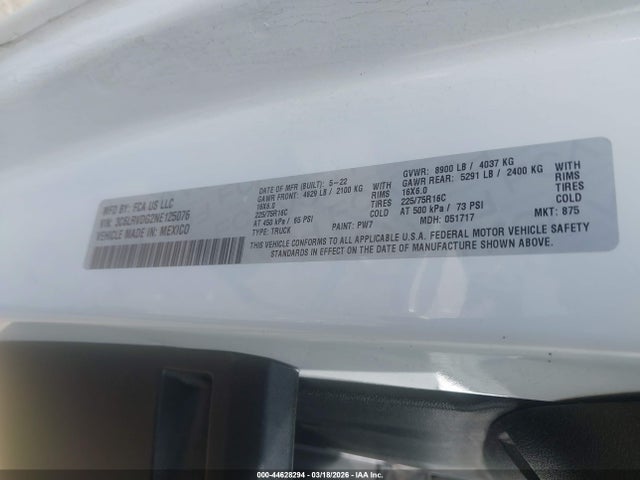 MFD BY: FCA US LLC
VIN: 3C6LRVDG2NE125076
VEHICLE MADE IN: MEXICO
DATE OF MFR (BUILT): 5-22
GAWR FRONT: 4629 LB / 2100 KG WITH
16X6.0 RIMS
225/75R16C TIRES
AT 450 kPa / 65 PSI COLD
TYPE: TRUCK PAINT: PW7
GVWR: 8900 LB / 4037 KG
GAWR REAR: 5291 LB / 2400 KG WITH
16X6.0 RIMS
225/75R16C TIRES
AT 500 kPa / 73 PSI COLD
MDH: 051717 MKT: 875
THIS VEHICLE CONFORMS TO ALL APPLICABLE U.S.A. FEDERAL MOTOR VEHICLE SAFETY
STANDARDS IN EFFECT ON THE DATE OF MANUFACTURE SHOWN ABOVE.
000-44628294 - 03/18/2026 - IAA Inc.